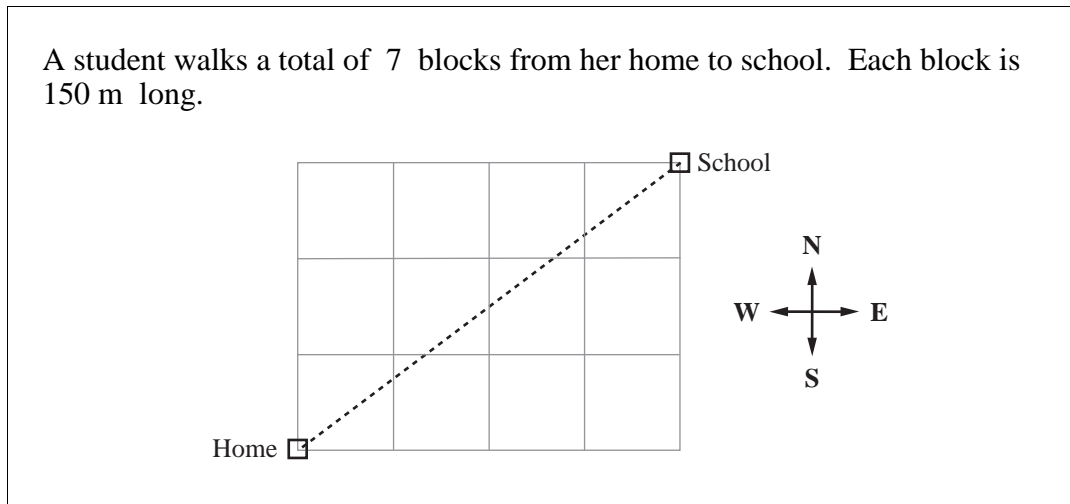 A student walks a total of 7 blocks from her home to school. Each block is
150 m long.
School
N
W E
S
Home